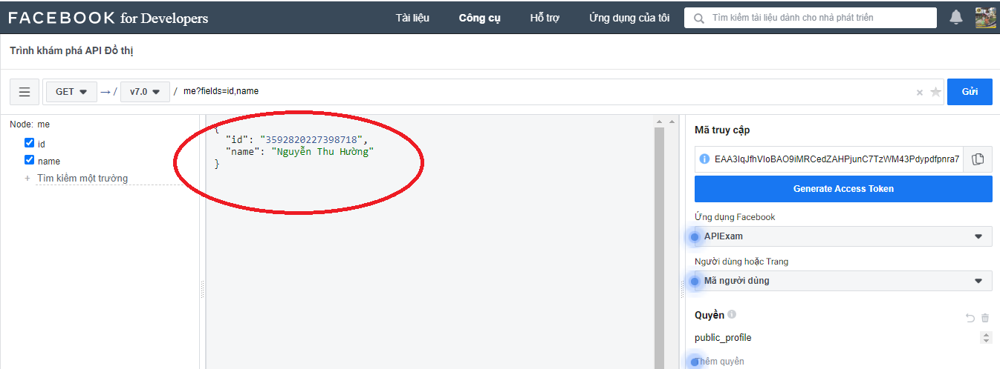 FACEBOOK for Developers
Tài liệu
Công cụ
Hỗ trợ
Ứng dụng của tôi
Tìm kiếm tài liệu dành cho nhà phát triển
Trình khám phá API Đồ thị
GET
→ /
v7.0
/ me?fields=id,name
Gửi
Node: me
id
name
+ Tìm kiếm một trường
{
"id": "3592820227398718",
"name": "Nguyễn Thu Hường"
}
Mã truy cập
EAA3IqJfhVloBAO9iMRCedZAHPjunC7TzWM43Pdypdfpnra7
Generate Access Token
Ứng dụng Facebook
APIExam
Người dùng hoặc Trang
Mã người dùng
Quyền
public_profile
Thêm quyền